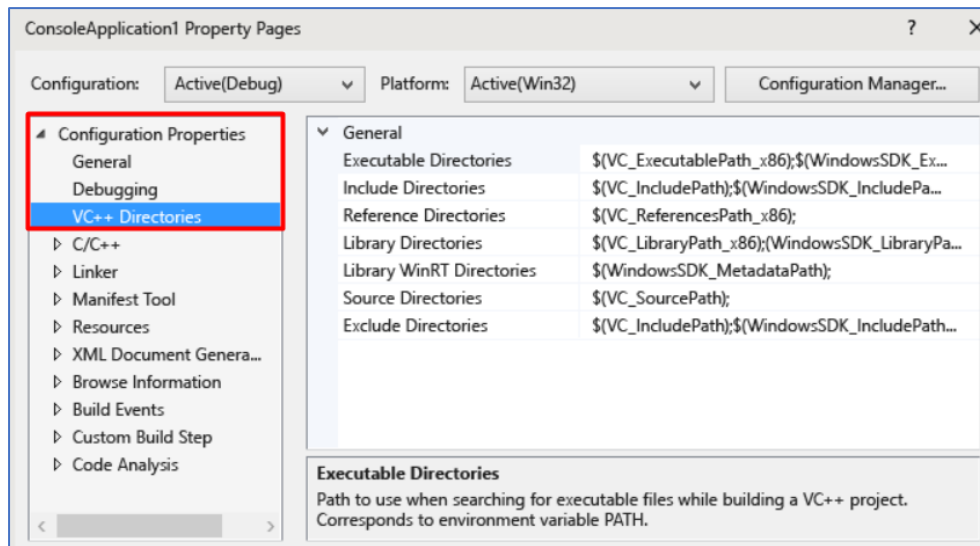 ConsoleApplication1 Property Pages ? ×
Configuration: Active(Debug) Platform: Active(Win32) Configuration Manager...
Configuration Properties
General
Debugging
VC++ Directories
C/C++
Linker
Manifest Tool
Resources
XML Document Genera...
Browse Information
Build Events
Custom Build Step
Code Analysis
General
Executable Directories $(VC_ExecutablePath_x86);$(WindowsSDK_Ex...
Include Directories $(VC_IncludePath);$(WindowsSDK_IncludePa...
Reference Directories $(VC_ReferencesPath_x86);
Library Directories $(VC_LibraryPath_x86);(WindowsSDK_LibraryPa...
Library WinRT Directories $(WindowsSDK_MetadataPath);
Source Directories $(VC_SourcePath);
Exclude Directories $(VC_IncludePath);$(WindowsSDK_IncludePath...
Executable Directories
Path to use when searching for executable files while building a VC++ project.
Corresponds to environment variable PATH.